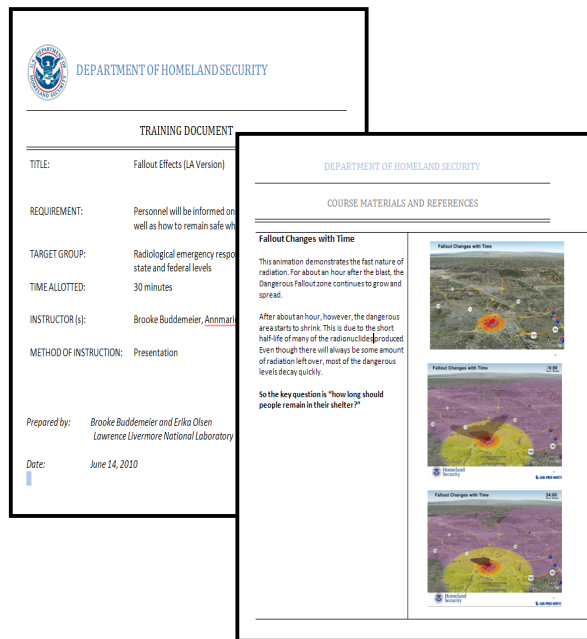 DEPARTMENT OF HOMELAND SECURITY
TRAINING DOCUMENT
TITLE: Fallout Effects (LA Version)
REQUIREMENT: Personnel will be informed on
well as how to remain safe wh
TARGET GROUP: Radiological emergency respo
state and federal levels
TIME ALLOTTED: 30 minutes
INSTRUCTOR (s): Brooke Buddemeier, Annmari
METHOD OF INSTRUCTION: Presentation
Prepared by: Brooke Buddemeier and Erika Olsen
Lawrence Livermore National Laboratory
Date: June 14, 2010
DEPARTMENT OF HOMELAND SECURITY
COURSE MATERIALS AND REFERENCES
Fallout Changes with Time
This animation demonstrates the fast nature of
radiation. For about an hour after the blast, the
Dangerous Fallout zone continues to grow and
spread.
After about an hour, however, the dangerous
area starts to shrink. This is due to the short
half-life of many of the radionuclides produced.
Even though there will always be some amount
of radiation left over, most of the dangerous
levels decay quickly.
So the key question is "how long should
people remain in their shelter?"
Fallout Changes with Time
Fallout Changes with Time
Homeland
Security
Fallout Changes with Time 24:00
Homeland
Security